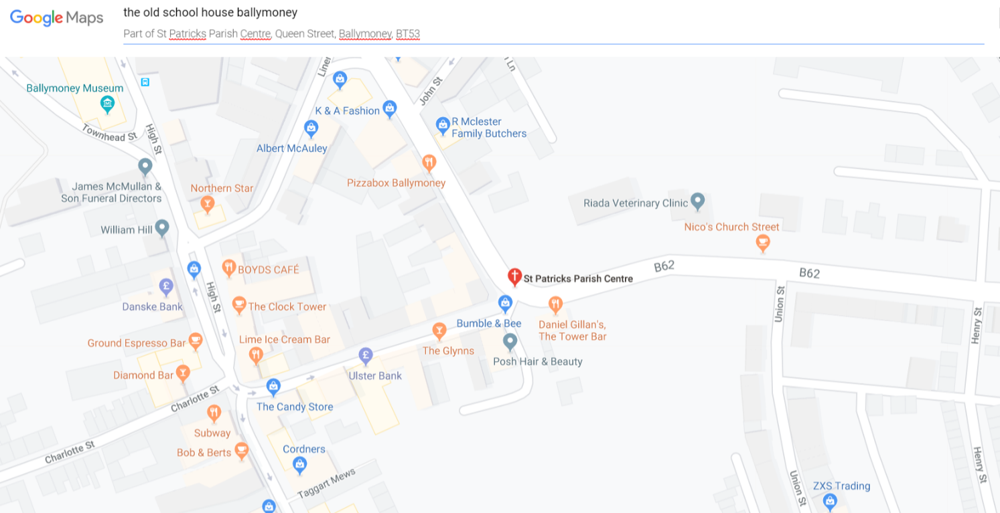 Google Maps
the old school house ballymoney
Part of St Patricks Parish Centre, Queen Street, Ballymoney, BT53
Ballymoney Museum
Townhead St
High St
John St
Ln
K & A Fashion
R Mclester
Family Butchers
Albert McAuley
Pizzabox Ballymoney
James McMullan &
Son Funeral Directors
Northern Star
William Hill
Riada Veterinary Clinic
Nico's Church Street
BOYDS CAFÉ
St Patricks Parish Centre
B62
B62
Danske Bank
High St
The Clock Tower
Union St
Henry St
Bumble & Bee
Daniel Gillan's,
The Tower Bar
Ground Espresso Bar
Lime Ice Cream Bar
The Glynns
Posh Hair & Beauty
Diamond Bar
Ulster Bank
Charlotte St
The Candy Store
Subway
Bob & Berts
Charlotte St
Cordners
Taggart Mews
Union St
Henry St
ZXS Trading